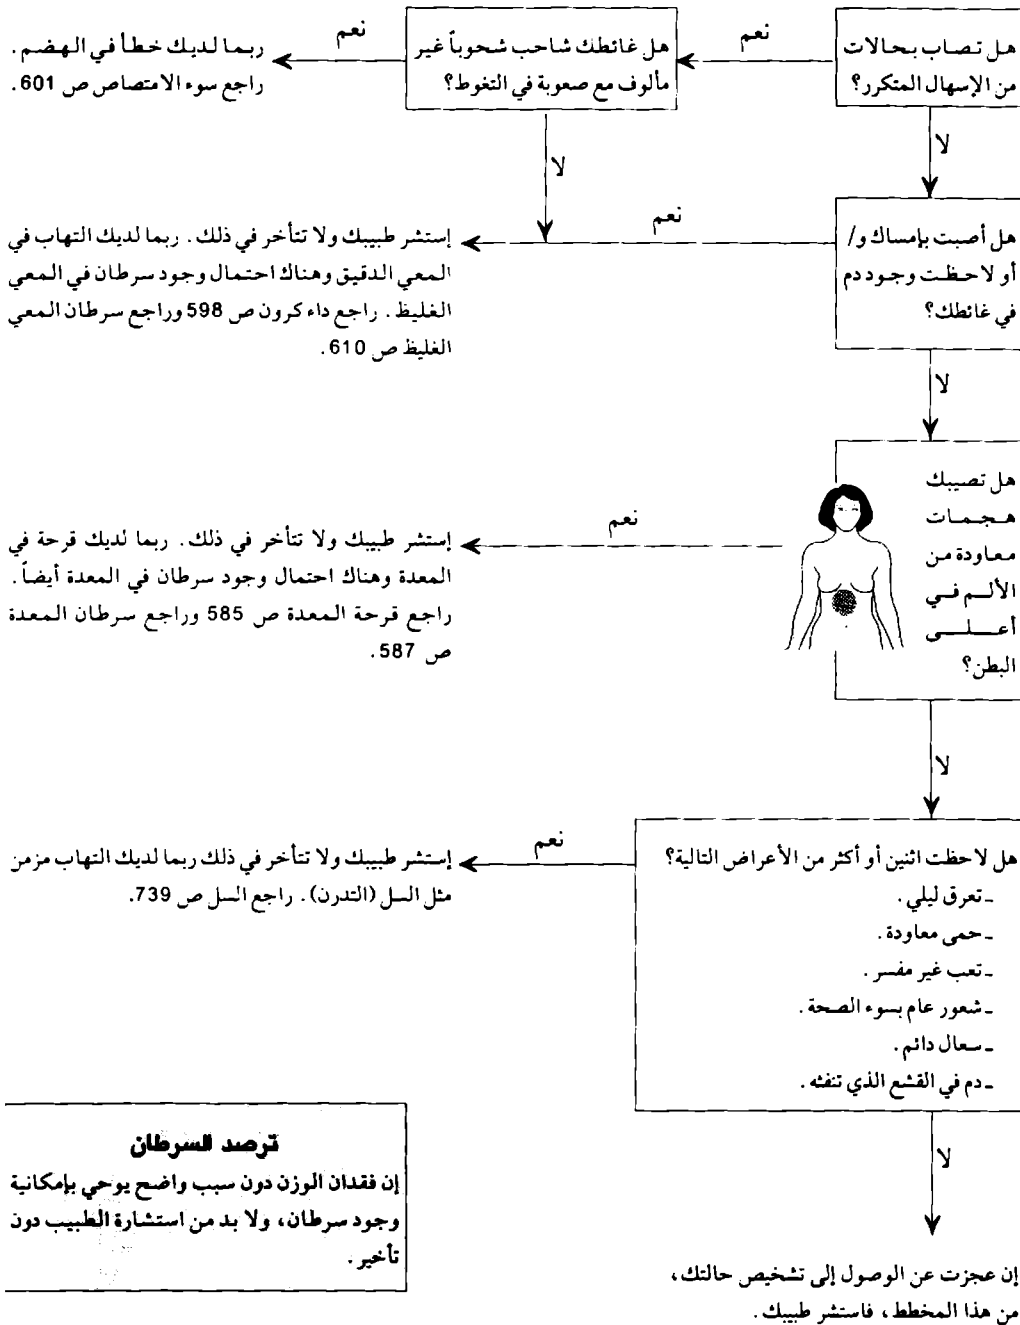 هل تصاب بحالات
من الإسهال المتكرر؟
نعم
هل غائطك شاحب شحوباً غير
مألوف مع صعوبة في التغوط؟
نعم
ربما لديك خطأ في الهضم.
راجع سوء الامتصاص ص 601.
لا
لا
هل أصبت بإمساك و/
أو لاحظت وجود دم
في غائطك؟
نعم
إستشر طبيبك ولا تتأخر في ذلك. ربما لديك التهاب في
المعي الدقيق وهناك احتمال وجود سرطان في المعي
الغليظ. راجع داء كرون ص 598 وراجع سرطان المعي
الغليظ ص 610.
لا
هل تصيبك
هجمات
معاودة من
الألم في
أعلى
البطن؟
نعم
إستشر طبيبك ولا تتأخر في ذلك. ربما لديك قرحة في
المعدة وهناك احتمال وجود سرطان في المعدة أيضاً.
راجع قرحة المعدة ص 585 وراجع سرطان المعدة
ص 587.
لا
هل لاحظت اثنين أو أكثر من الأعراض التالية؟
- تعرق ليلي.
- حمى معاودة.
- تعب غير مفسر.
- شعور عام بسوء الصحة.
- سعال دائم.
- دم في القشع الذي تنفثه.
نعم
إستشر طبيبك ولا تتأخر في ذلك ربما لديك التهاب مزمن
مثل السل (التدرن). راجع السل ص 739.
لا
إن عجزت عن الوصول إلى تشخيص حالتك،
من هذا المخطط، فاستشر طبيبك.
ترصد السرطان
إن فقدان الوزن دون سبب واضح يوحي بإمكانية
وجود سرطان، ولا بد من استشارة الطبيب دون
تأخير.